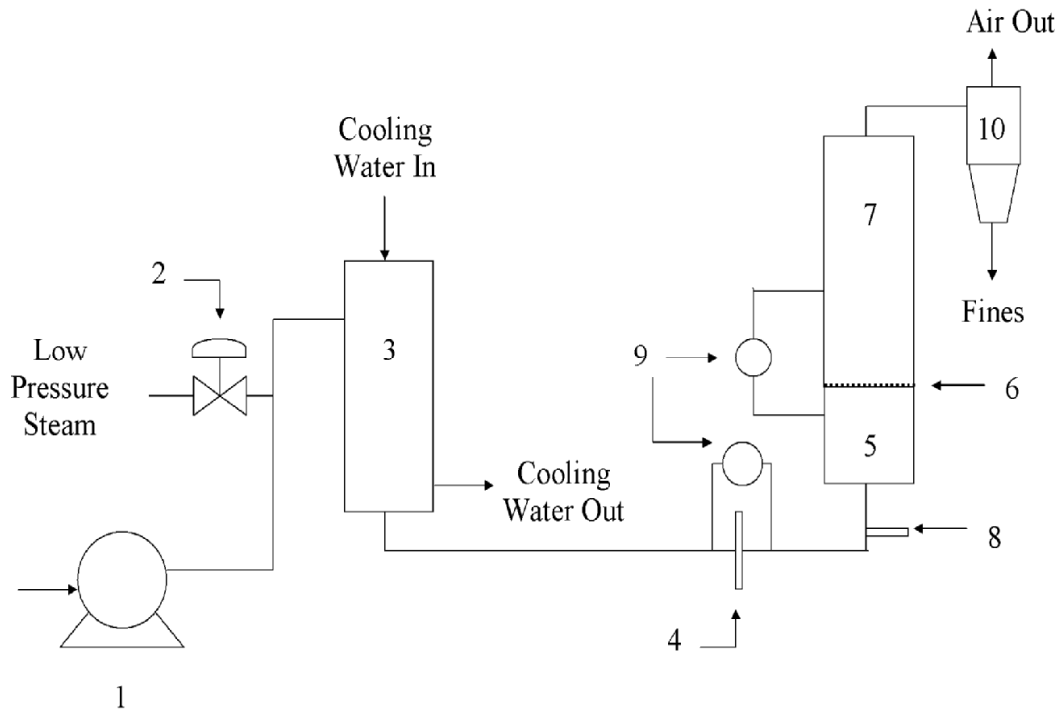 Air Out
10
Cooling
Water In
7
2
Fines
Low
Pressure
Steam
3
9
6
5
Cooling
Water Out
8
4
1